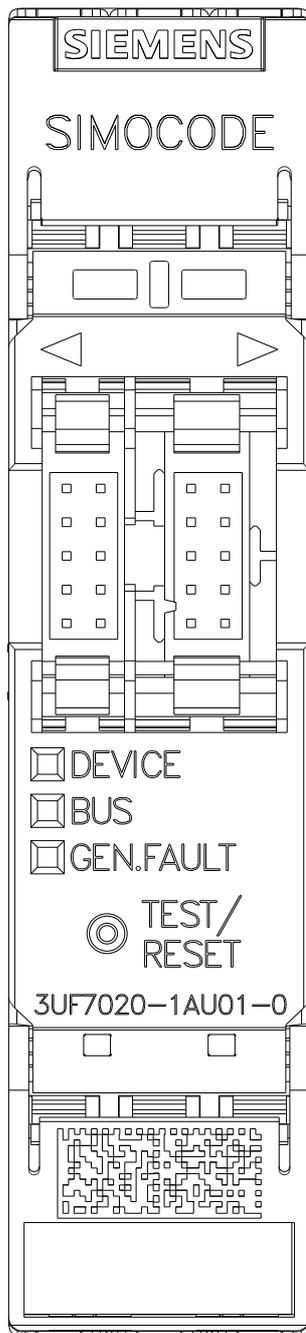 SIEMENS
SIMOCODE
DEVICE
BUS
GEN.FAULT
TEST/
RESET
3UF7020-1AU01-0